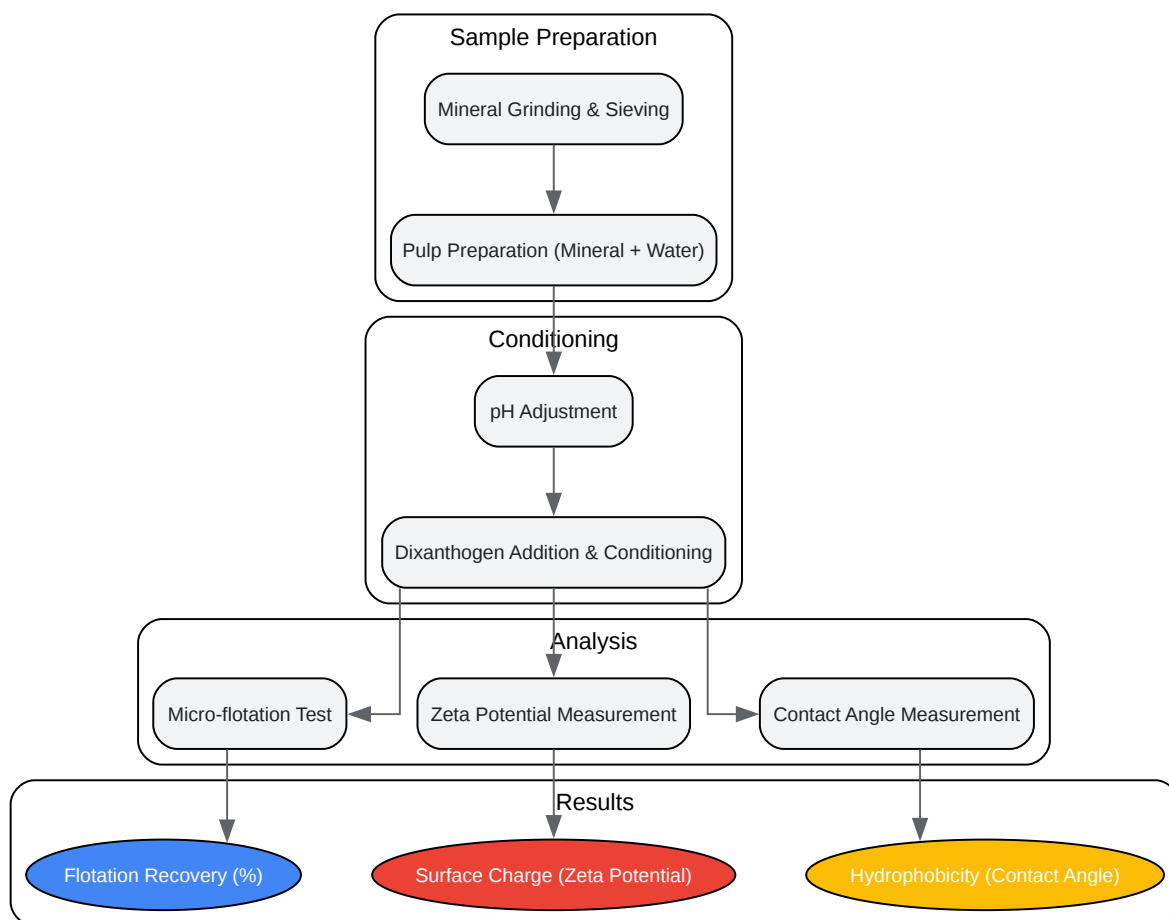 Sample Preparation
Mineral Grinding & Sieving
Pulp Preparation (Mineral + Water)
Conditioning
pH Adjustment
Dixanthogen Addition & Conditioning
Analysis
Micro-flotation Test
Zeta Potential Measurement
Contact Angle Measurement
Results
Flotation Recovery (%)
Surface Charge (Zeta Potential)
Hydrophobicity (Contact Angle)